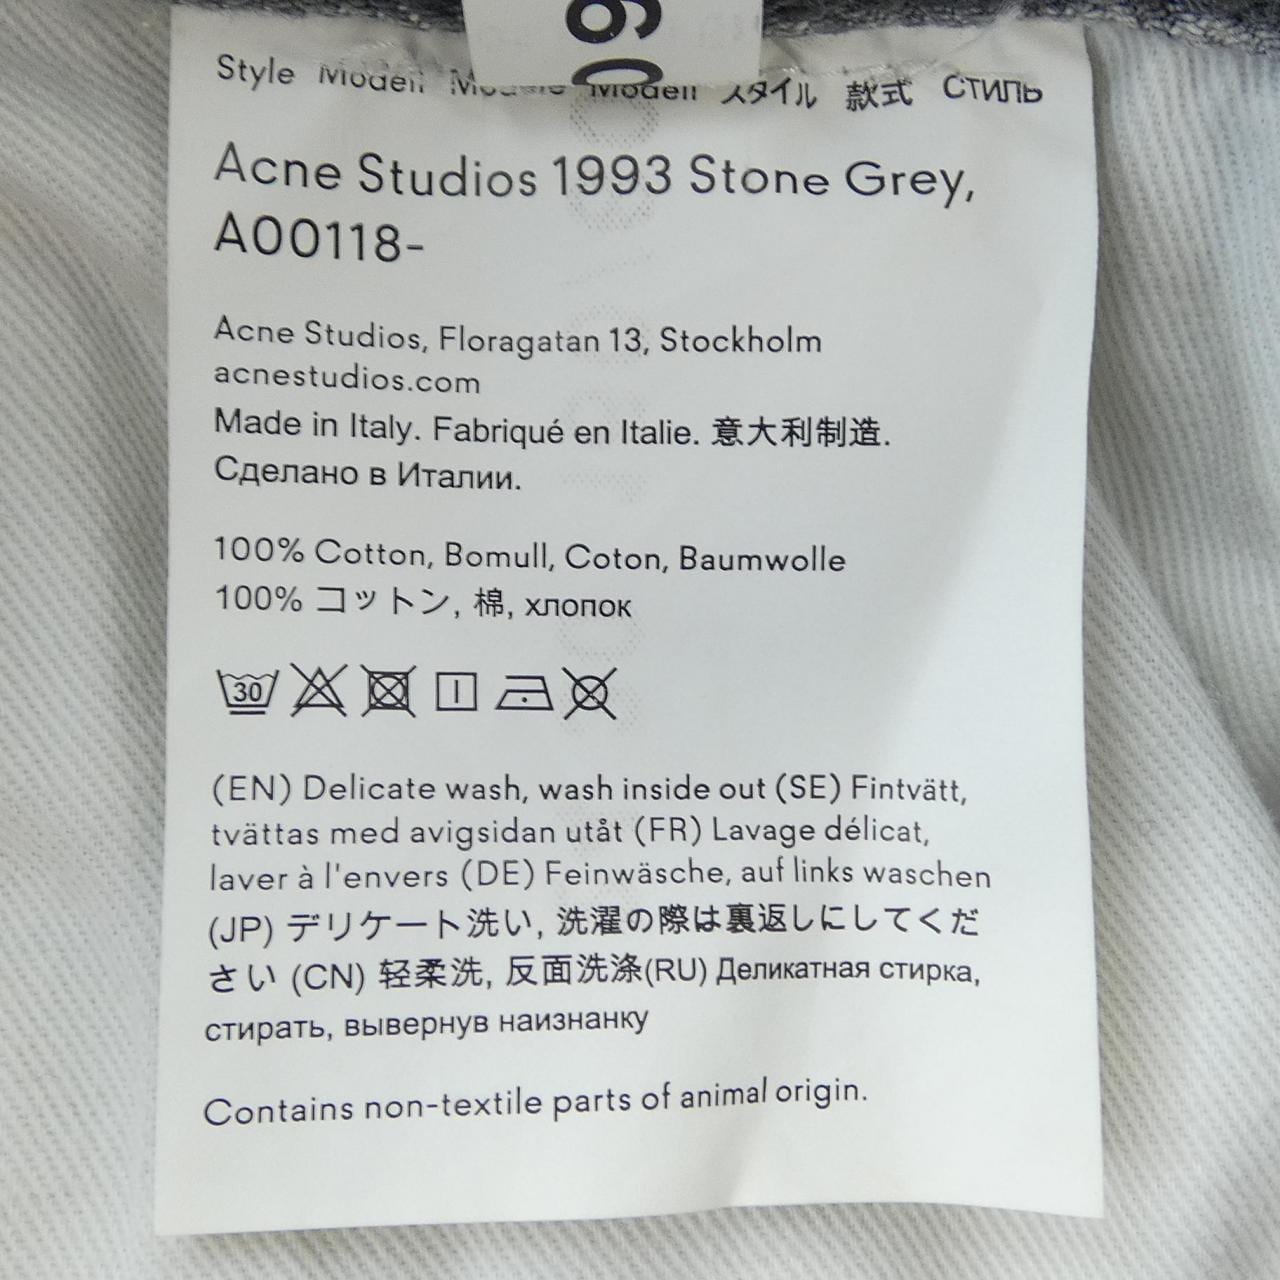 Style Modell Modèle Modell スタイル 款式 СТИЛЬ
Acne Studios 1993 Stone Grey,
A00118-
Acne Studios, Floragatan 13, Stockholm
acnestudios.com
Made in Italy. Fabriqué en Italie. 意大利制造.
Сделано в Италии.
100% Cotton, Bomull, Coton, Baumwolle
100% コットン, 棉, хлопок
30
(EN) Delicate wash, wash inside out (SE) Fintvätt,
tvättas med avigsidan utåt (FR) Lavage délicat,
laver à l'envers (DE) Feinwäsche, auf links waschen
(JP) デリケート洗い, 洗濯の際は裏返しにしてくだ
さい (CN) 轻柔洗, 反面洗涤(RU) Деликатная стирка,
стирать, вывернув наизнанку
Contains non-textile parts of animal origin.